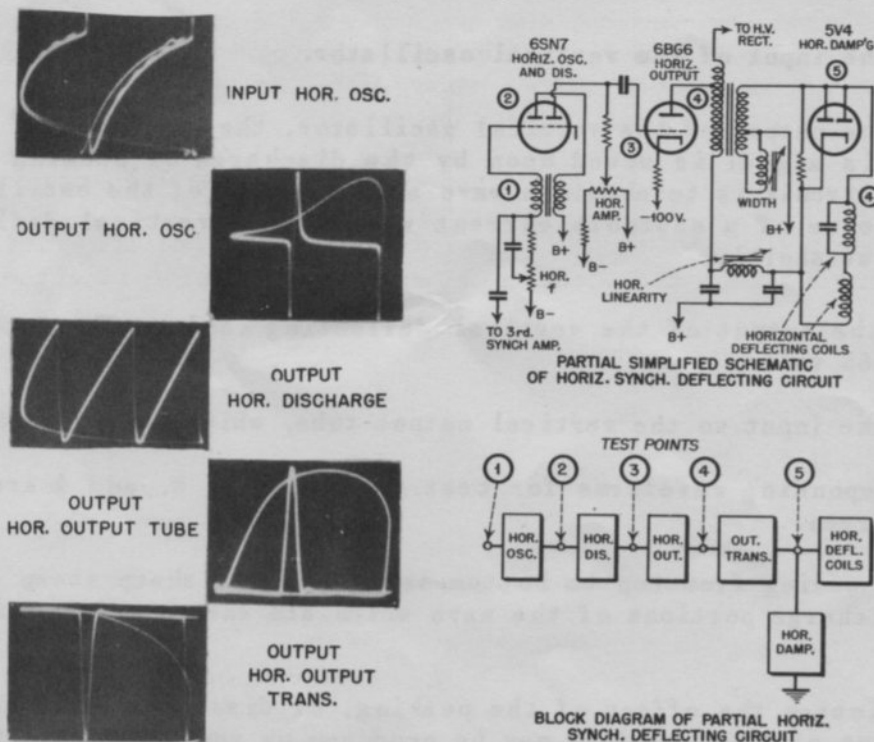 INPUT HOR. OSC.
OUTPUT HOR. OSC.
OUTPUT
HOR. DISCHARGE
OUTPUT
HOR. OUTPUT TUBE
OUTPUT
HOR. OUTPUT
TRANS.
TO H.V.
RECT.
6SN7
HORIZ. OSC.
AND DIS.
6BG6
HORIZ.
OUTPUT
5V4
HOR. DAMP'G
2
4
5
3
1
HOR.
AMP.
-100V.
WIDTH
4
B+
B+
B+
B-
HOR.
f
B-
HOR.
LINEARITY
B+
TO 3rd.
SYNCH AMP.
HORIZONTAL
DEFLECTING COILS
PARTIAL SIMPLIFIED SCHEMATIC
OF HORIZ. SYNCH. DEFLECTING CIRCUIT
TEST POINTS
1 2 3 4 5
HOR.
OSC.
HOR.
DIS.
HOR.
OUT.
OUT.
TRANS.
HOR.
DEFL.
COILS
HOR.
DAMP.
BLOCK DIAGRAM OF PARTIAL HORIZ.
SYNCH. DEFLECTING CIRCUIT